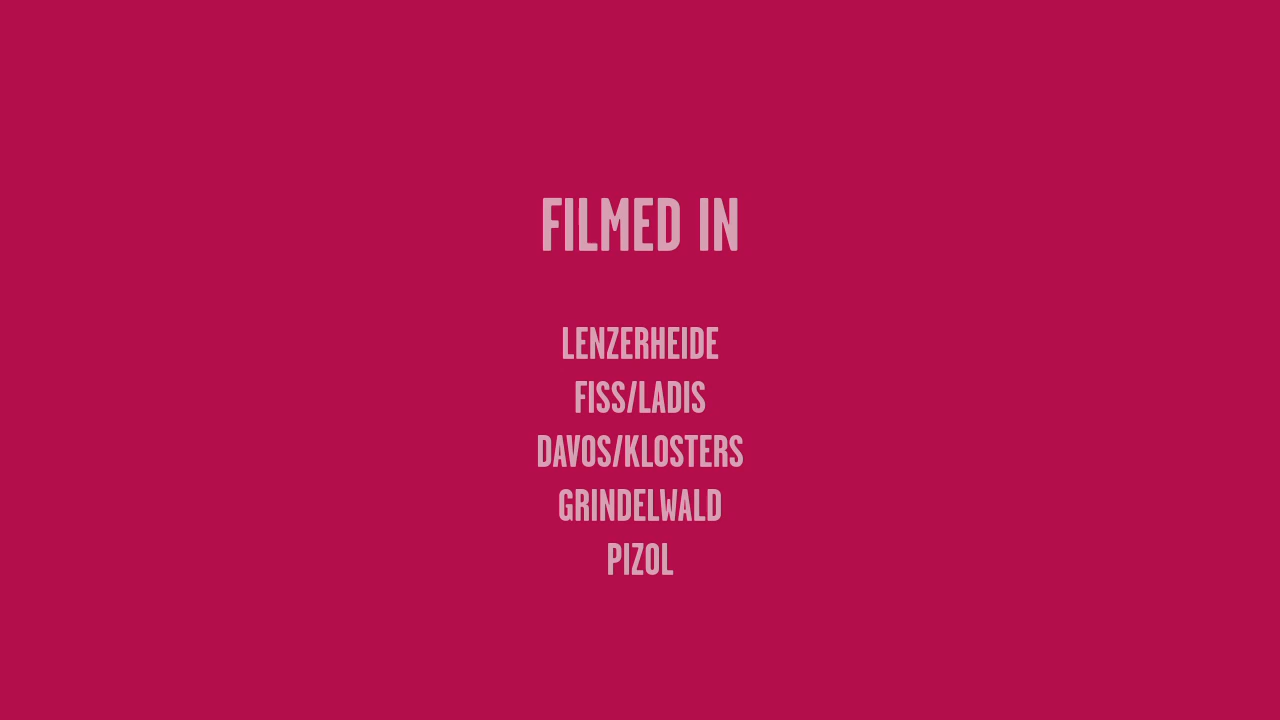 FILMED IN
LENZERHEIDE
FISS/LADIS
DAVOS/KLOSTERS
GRINDELWALD
PIZOL